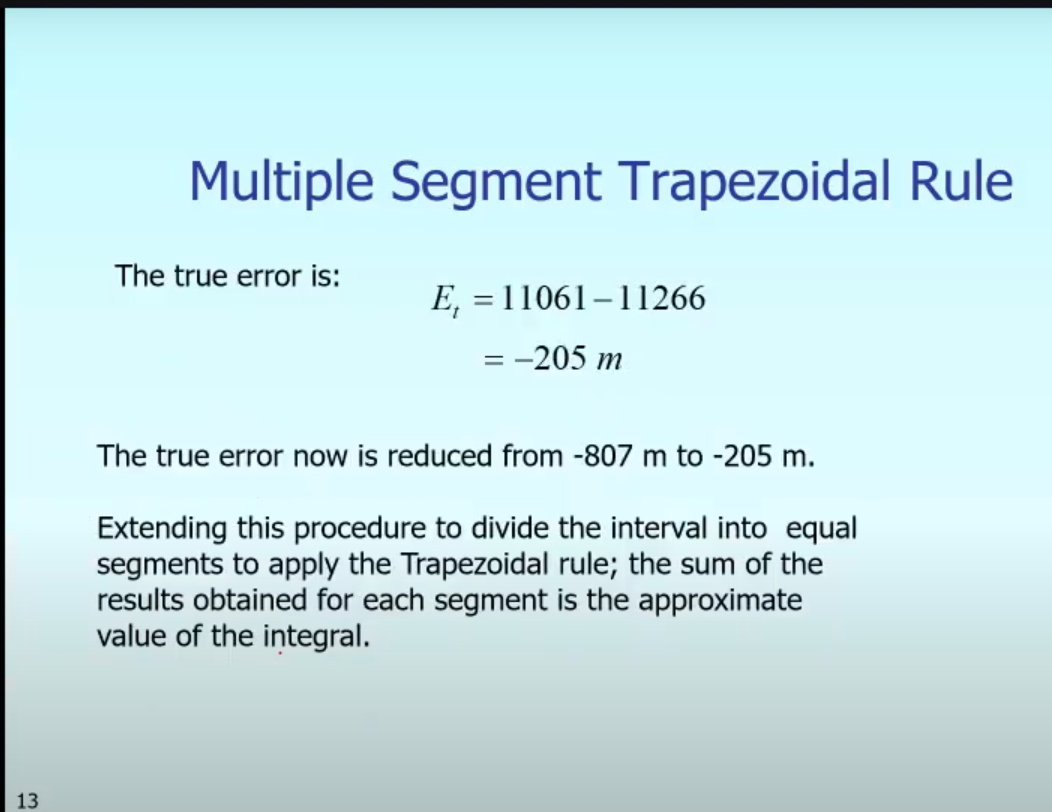 Multiple Segment Trapezoidal Rule
The true error is:
E_t = 11061 – 11266
= –205 m
The true error now is reduced from -807 m to -205 m.
Extending this procedure to divide the interval into equal
segments to apply the Trapezoidal rule; the sum of the
results obtained for each segment is the approximate
value of the integral.
13